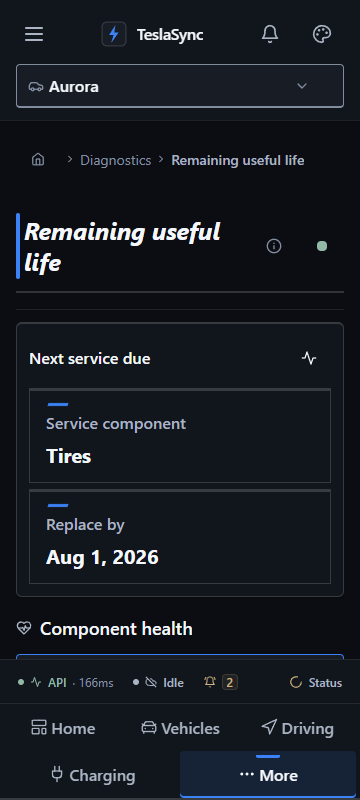 TeslaSync
Aurora
Diagnostics
Remaining useful life
Remaining useful
life
Next service due
Service component
Tires
Replace by
Aug 1, 2026
Component health
API · 166ms
Idle
2
Status
Home
Vehicles
Driving
Charging
More